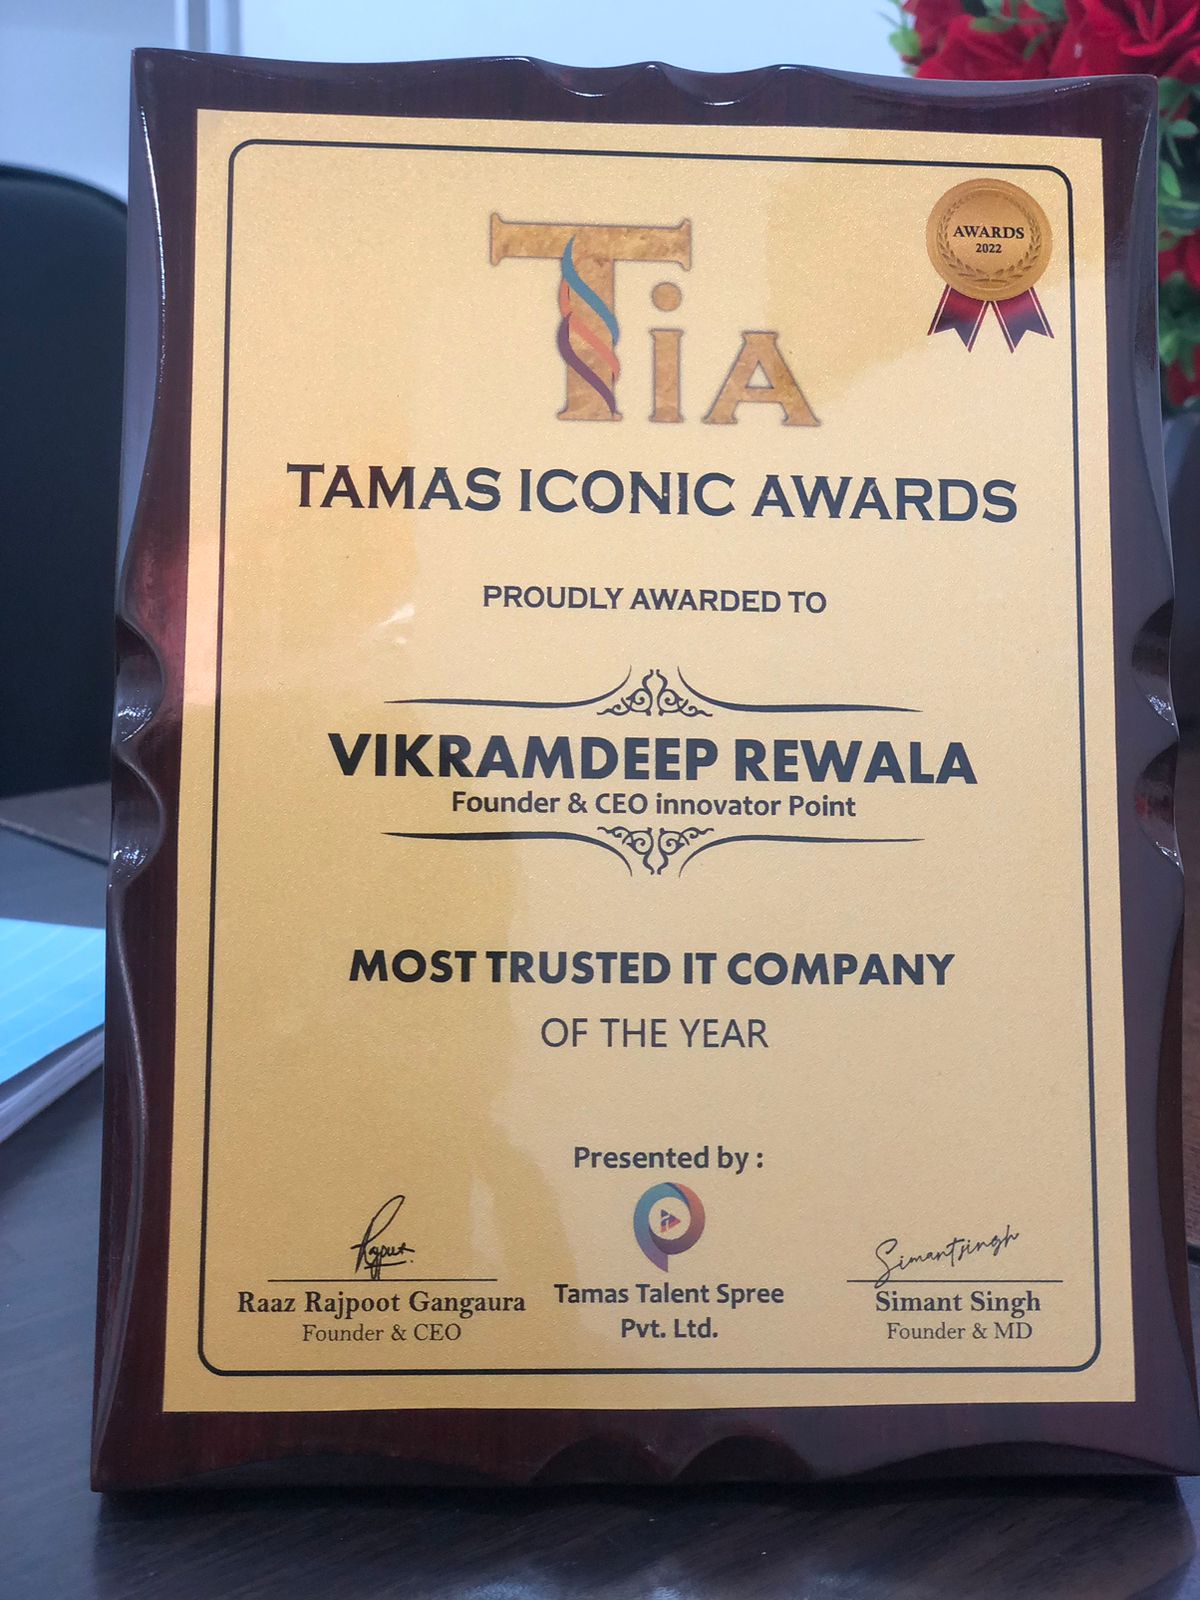 TiA
AWARDS
2022
TAMAS ICONIC AWARDS
PROUDLY AWARDED TO
VIKRAMDEEP REWALA
Founder & CEO innovator Point
MOST TRUSTED IT COMPANY
OF THE YEAR
Presented by :
Rajput
Raaz Rajpoot Gangaura
Founder & CEO
Tamas Talent Spree
Pvt. Ltd.
Simantsingh
Simant Singh
Founder & MD